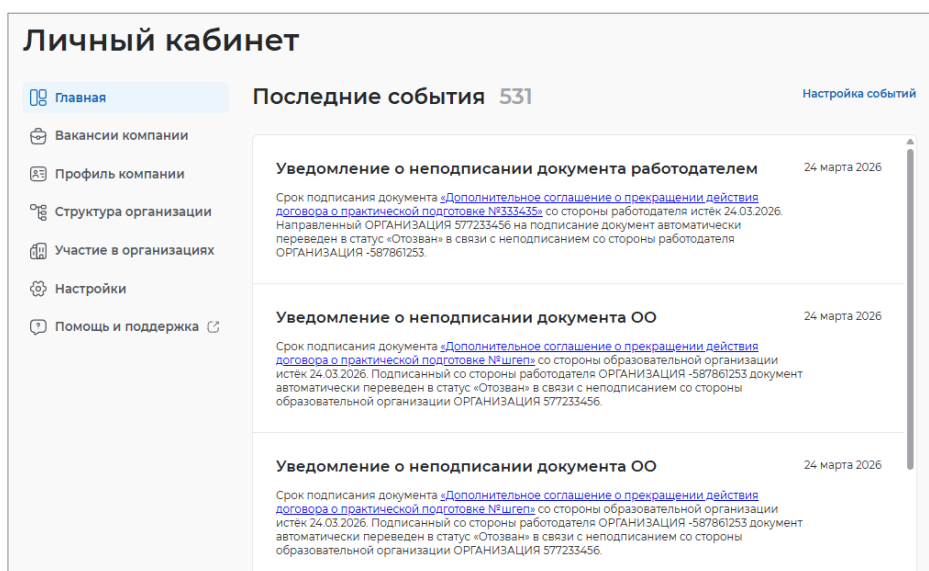 Личный кабинет
Главная
Вакансии компании
Профиль компании
Структура организации
Участие в организациях
Настройки
Помощь и поддержка
Последние события 531
Настройка событий
Уведомление о неподписании документа работодателем
24 марта 2026
Срок подписания документа «Дополнительное соглашение о прекращении действия
договора о практической подготовке №333435» со стороны работодателя истёк 24.03.2026.
Направленный ОРГАНИЗАЦИЯ 577233456 на подписание документ автоматически
переведен в статус «Отозван» в связи с неподписанием со стороны работодателя
ОРГАНИЗАЦИЯ -587861253.
Уведомление о неподписании документа ОО
24 марта 2026
Срок подписания документа «Дополнительное соглашение о прекращении действия
договора о практической подготовке №шгеп» со стороны образовательной организации
истёк 24.03.2026. Подписанный со стороны работодателя ОРГАНИЗАЦИЯ -587861253 документ
автоматически переведен в статус «Отозван» в связи с неподписанием со стороны
образовательной организации ОРГАНИЗАЦИЯ 577233456.
Уведомление о неподписании документа ОО
24 марта 2026
Срок подписания документа «Дополнительное соглашение о прекращении действия
договора о практической подготовке №шгеп» со стороны образовательной организации
истёк 24.03.2026. Подписанный со стороны работодателя ОРГАНИЗАЦИЯ -587861253 документ
автоматически переведен в статус «Отозван» в связи с неподписанием со стороны
образовательной организации ОРГАНИЗАЦИЯ 577233456.